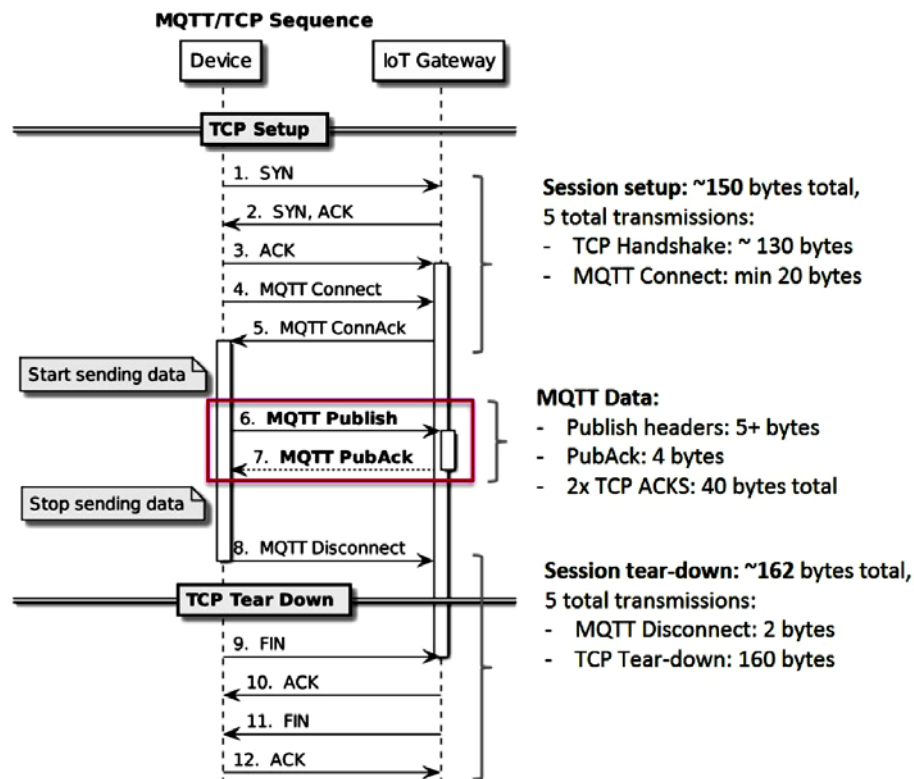 MQTT/TCP Sequence
Device
IoT Gateway
TCP Setup
1. SYN
2. SYN, ACK
3. ACK
4. MQTT Connect
5. MQTT ConnAck
Session setup: ~150 bytes total,
5 total transmissions:
- TCP Handshake: ~ 130 bytes
- MQTT Connect: min 20 bytes
Start sending data
6. MQTT Publish
7. MQTT PubAck
MQTT Data:
- Publish headers: 5+ bytes
- PubAck: 4 bytes
- 2x TCP ACKS: 40 bytes total
Stop sending data
8. MQTT Disconnect
TCP Tear Down
9. FIN
10. ACK
11. FIN
12. ACK
Session tear-down: ~162 bytes total,
5 total transmissions:
- MQTT Disconnect: 2 bytes
- TCP Tear-down: 160 bytes